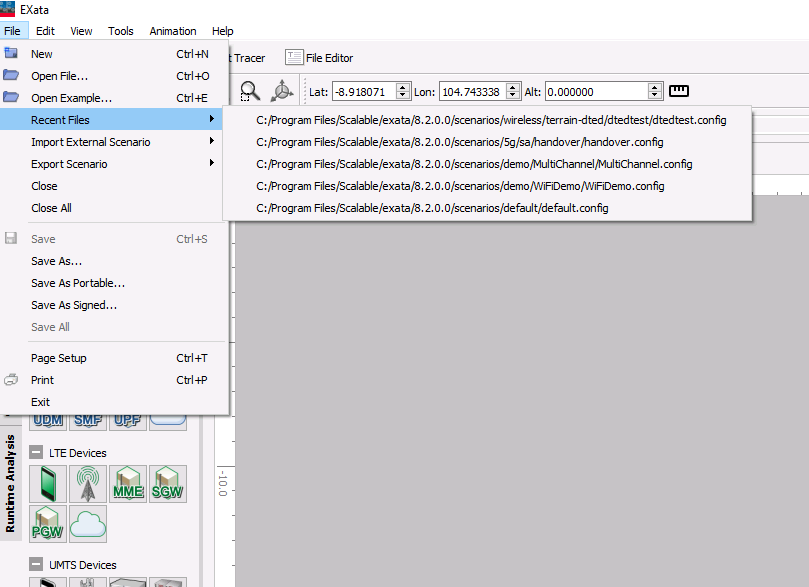 EXata
File Edit View Tools Animation Help
New Ctrl+N
Open File... Ctrl+O
Open Example... Ctrl+E
Recent Files
Import External Scenario
Export Scenario
Close
Close All
Save Ctrl+S
Save As...
Save As Portable...
Save As Signed...
Save All
Page Setup Ctrl+T
Print Ctrl+P
Exit
Tracer File Editor
Lat: -8.918071 Lon: 104.743338 Alt: 0.000000
C:/Program Files/Scalable/exata/8.2.0.0/scenarios/wireless/terrain-dted/dtedtest/dtedtest.config
C:/Program Files/Scalable/exata/8.2.0.0/scenarios/5g/sa/handover/handover.config
C:/Program Files/Scalable/exata/8.2.0.0/scenarios/demo/MultiChannel/MultiChannel.config
C:/Program Files/Scalable/exata/8.2.0.0/scenarios/demo/WiFiDemo/WiFiDemo.config
C:/Program Files/Scalable/exata/8.2.0.0/scenarios/default/default.config
UDM SMF UPF
LTE Devices
MME SGW
PGW
UMTS Devices
Runtime Analysis
-10.0